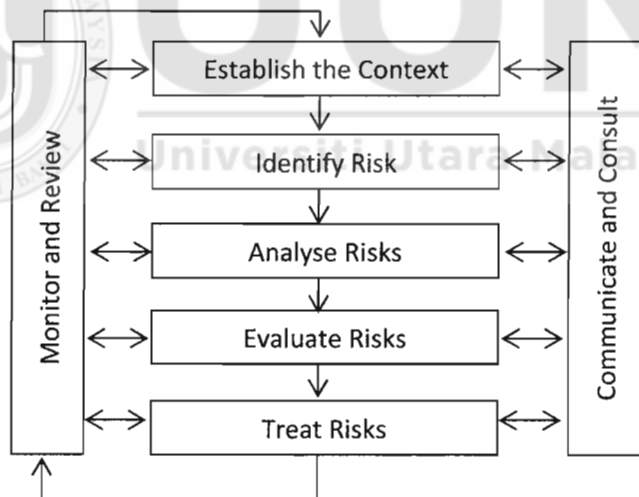 Establish the Context
Universiti Utara Mala
Identify Risk
Analyse Risks
Evaluate Risks
Treat Risks
Monitor and Review
Communicate and Consult